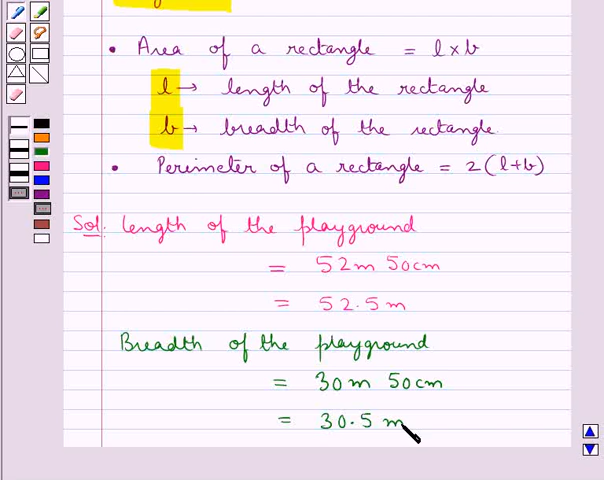 • Area of a rectangle = l × b
l → length of the rectangle
b → breadth of the rectangle.
• Perimeter of a rectangle = 2(l+b)
Sol: Length of the playground
= 52m 50cm
= 52.5 m
Breadth of the playground
= 30m 50cm
= 30.5 m